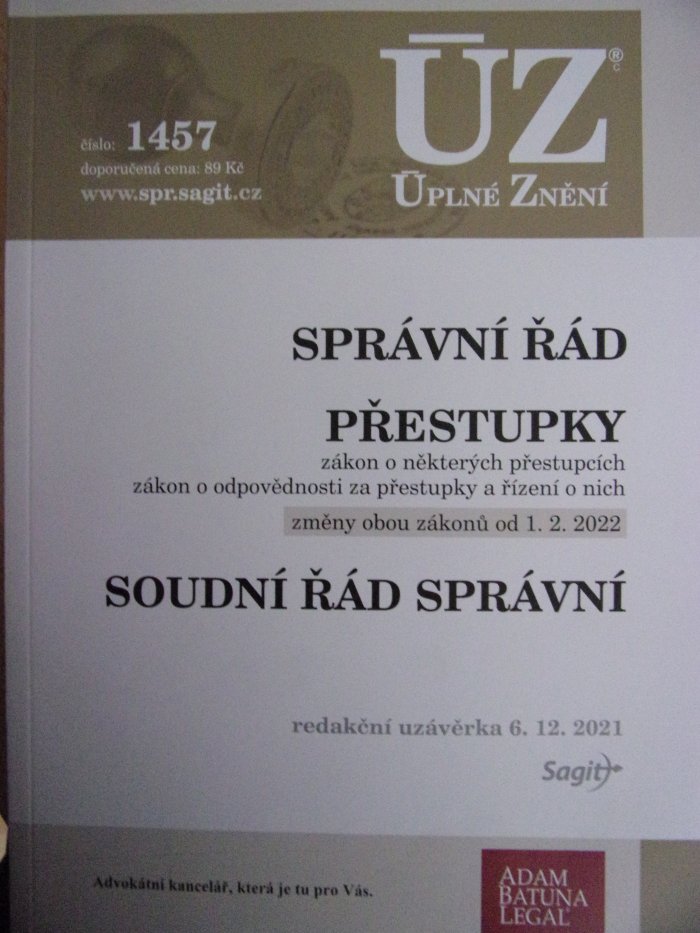 ÚZ®
C
číslo: 1457
doporučená cena: 89 Kč
www.spr.sagit.cz
ÚPLNÉ ZNĚNÍ
SPRÁVNÍ ŘÁD
PŘESTUPKY
zákon o některých přestupcích
zákon o odpovědnosti za přestupky a řízení o nich
změny obou zákonů od 1. 2. 2022
SOUDNÍ ŘÁD SPRÁVNÍ
redakční uzávěrka 6. 12. 2021
Sagit
Advokátní kancelář, která je tu pro Vás.
ADAM
BATUNA
LEGAL